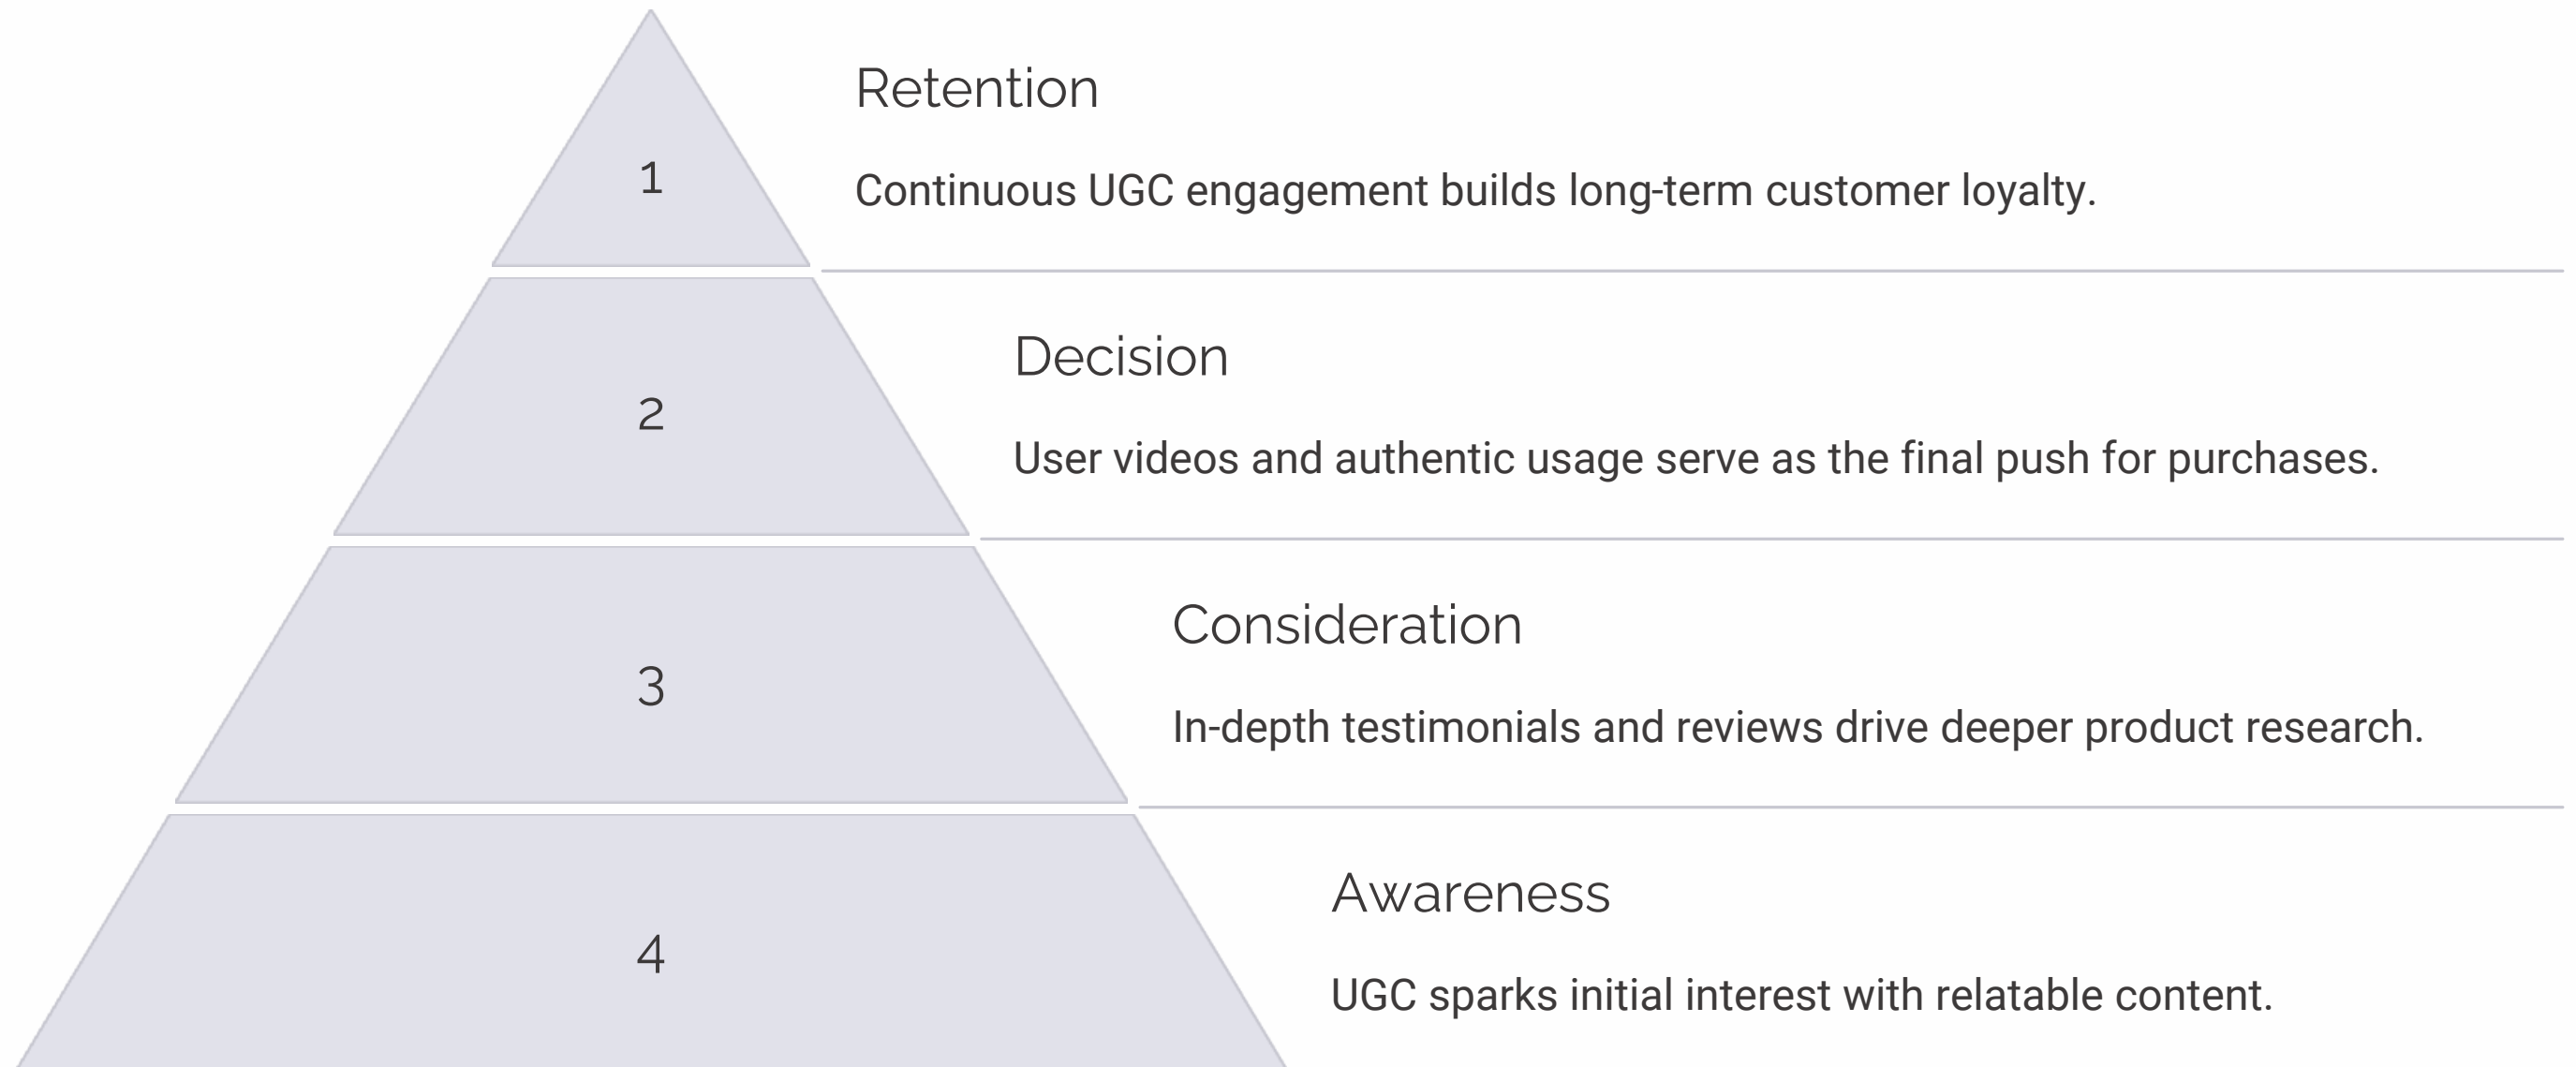 1
Retention
Continuous UGC engagement builds long-term customer loyalty.
2
Decision
User videos and authentic usage serve as the final push for purchases.
3
Consideration
In-depth testimonials and reviews drive deeper product research.
4
Awareness
UGC sparks initial interest with relatable content.